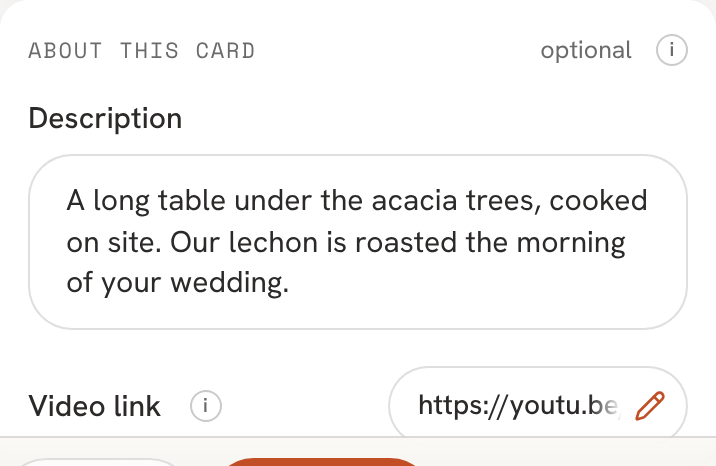 ABOUT THIS CARD
optional
i
Description
A long table under the acacia trees, cooked
on site. Our lechon is roasted the morning
of your wedding.
Video link
i
https://youtu.be